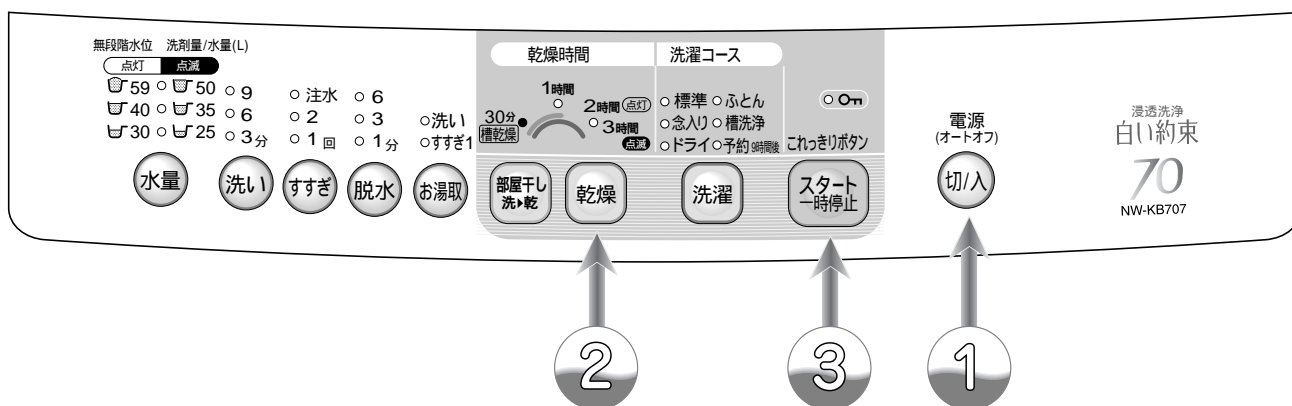 無段階水位 洗剤量/水量(L)
点灯 点滅
59 50
40 35
30 25
9
6
3分
注水
2
1回
6
3
1分
洗い
すすぎ1
水量
洗い
すすぎ
脱水
お湯取
乾燥時間
30分
槽乾燥
1時間
2時間 点灯
3時間
点滅
洗濯コース
標準 ふとん
念入り 槽洗浄
ドライ 予約 9時間後
これっきりボタン
部屋干し
洗▶乾
乾燥
洗濯
スタート
一時停止
電源
(オートオフ)
切/入
浸透洗浄
白い約束
70
NW-KB707
2
3
1